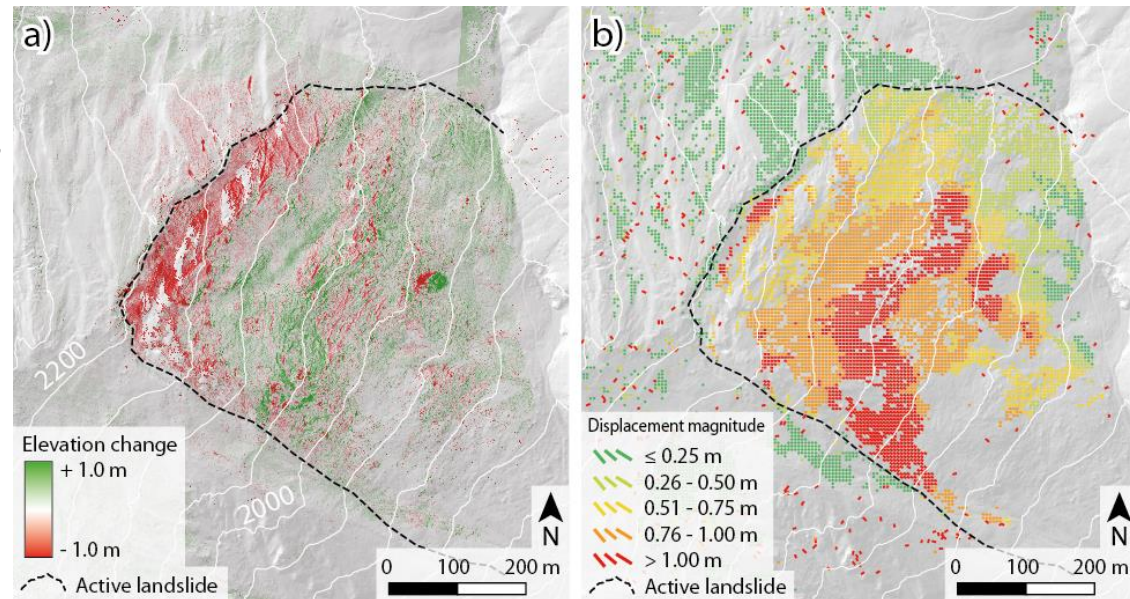 a)
2200
2000
Elevation change
+ 1.0 m
- 1.0 m
Active landslide
N
0 100 200 m
b)
Displacement magnitude
≤ 0.25 m
0.26 - 0.50 m
0.51 - 0.75 m
0.76 - 1.00 m
> 1.00 m
Active landslide
N
0 100 200 m